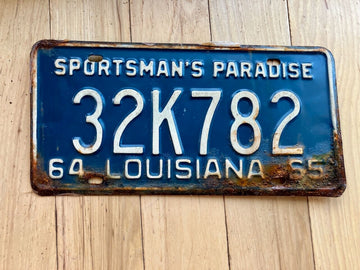 SPORTSMAN'S PARADISE
32K782
64 LOUISIANA 65